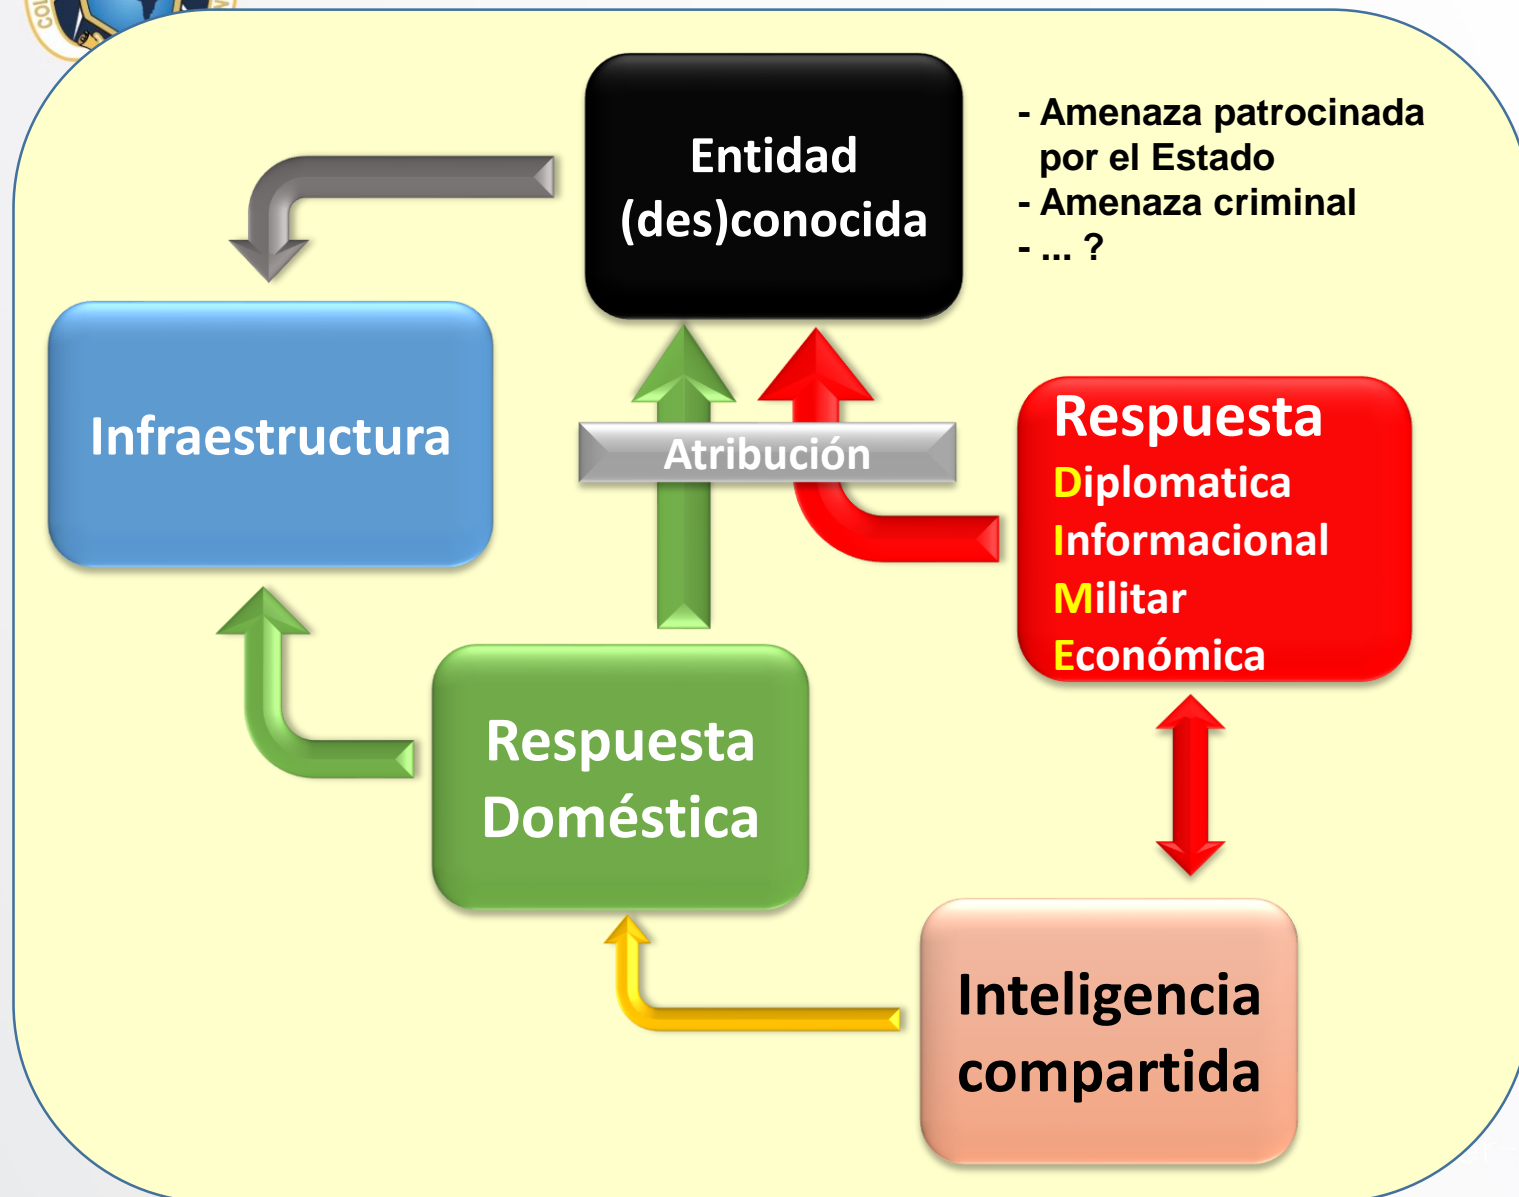 COL
Entidad
(des)conocida
- Amenaza patrocinada
por el Estado
- Amenaza criminal
- ... ?
Infraestructura
Atribución
Respuesta
Diplomatica
Informacional
Militar
Económica
Respuesta
Doméstica
Inteligencia
compartida